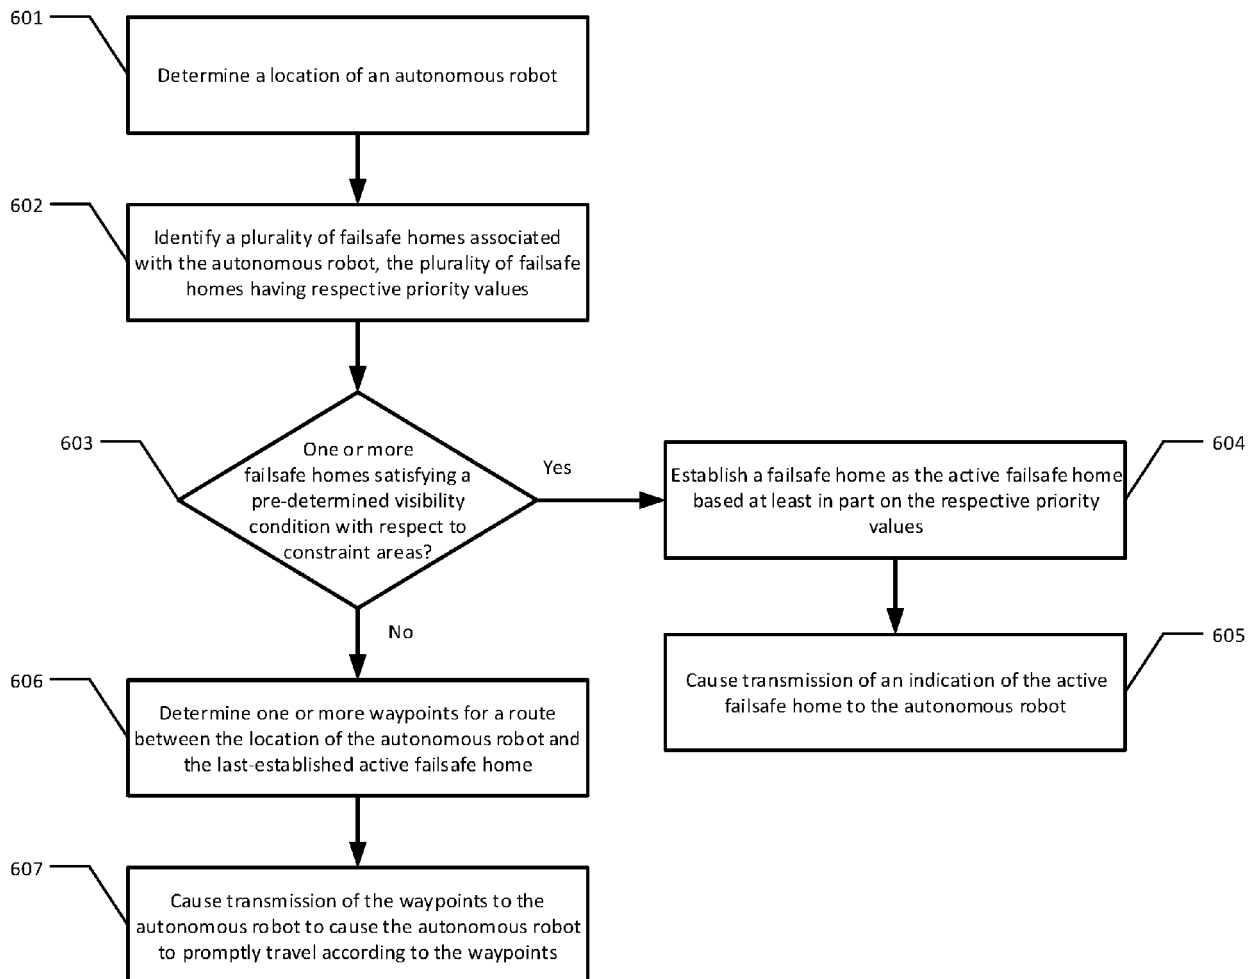 601
Determine a location of an autonomous robot
602
Identify a plurality of failsafe homes associated
with the autonomous robot, the plurality of failsafe
homes having respective priority values
603
One or more
failsafe homes satisfying a
pre-determined visibility
condition with respect to
constraint areas?
Yes
604
Establish a failsafe home as the active failsafe home
based at least in part on the respective priority
values
605
Cause transmission of an indication of the active
failsafe home to the autonomous robot
No
606
Determine one or more waypoints for a route
between the location of the autonomous robot and
the last-established active failsafe home
607
Cause transmission of the waypoints to the
autonomous robot to cause the autonomous robot
to promptly travel according to the waypoints